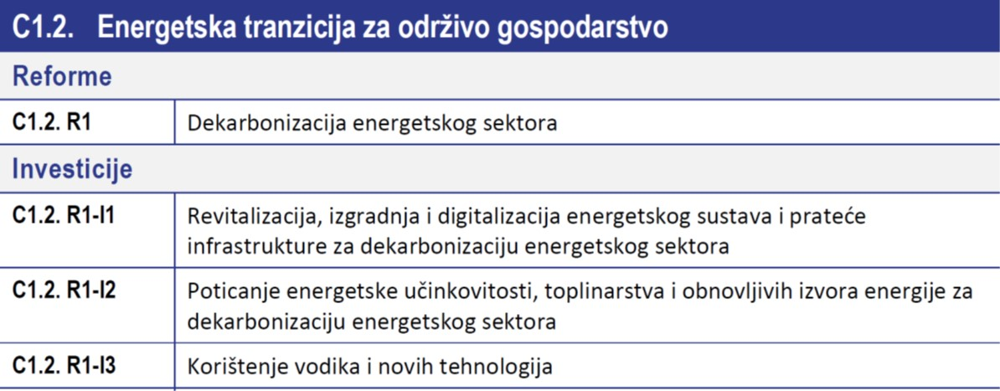 C1.2. Energetska tranzicija za održivo gospodarstvo
Reforme
C1.2. R1 Dekarbonizacija energetskog sektora
Investicije
C1.2. R1-I1 Revitalizacija, izgradnja i digitalizacija energetskog sustava i prateće
infrastrukture za dekarbonizaciju energetskog sektora
C1.2. R1-I2 Poticanje energetske učinkovitosti, toplinarstva i obnovljivih izvora energije za
dekarbonizaciju energetskog sektora
C1.2. R1-I3 Korištenje vodika i novih tehnologija